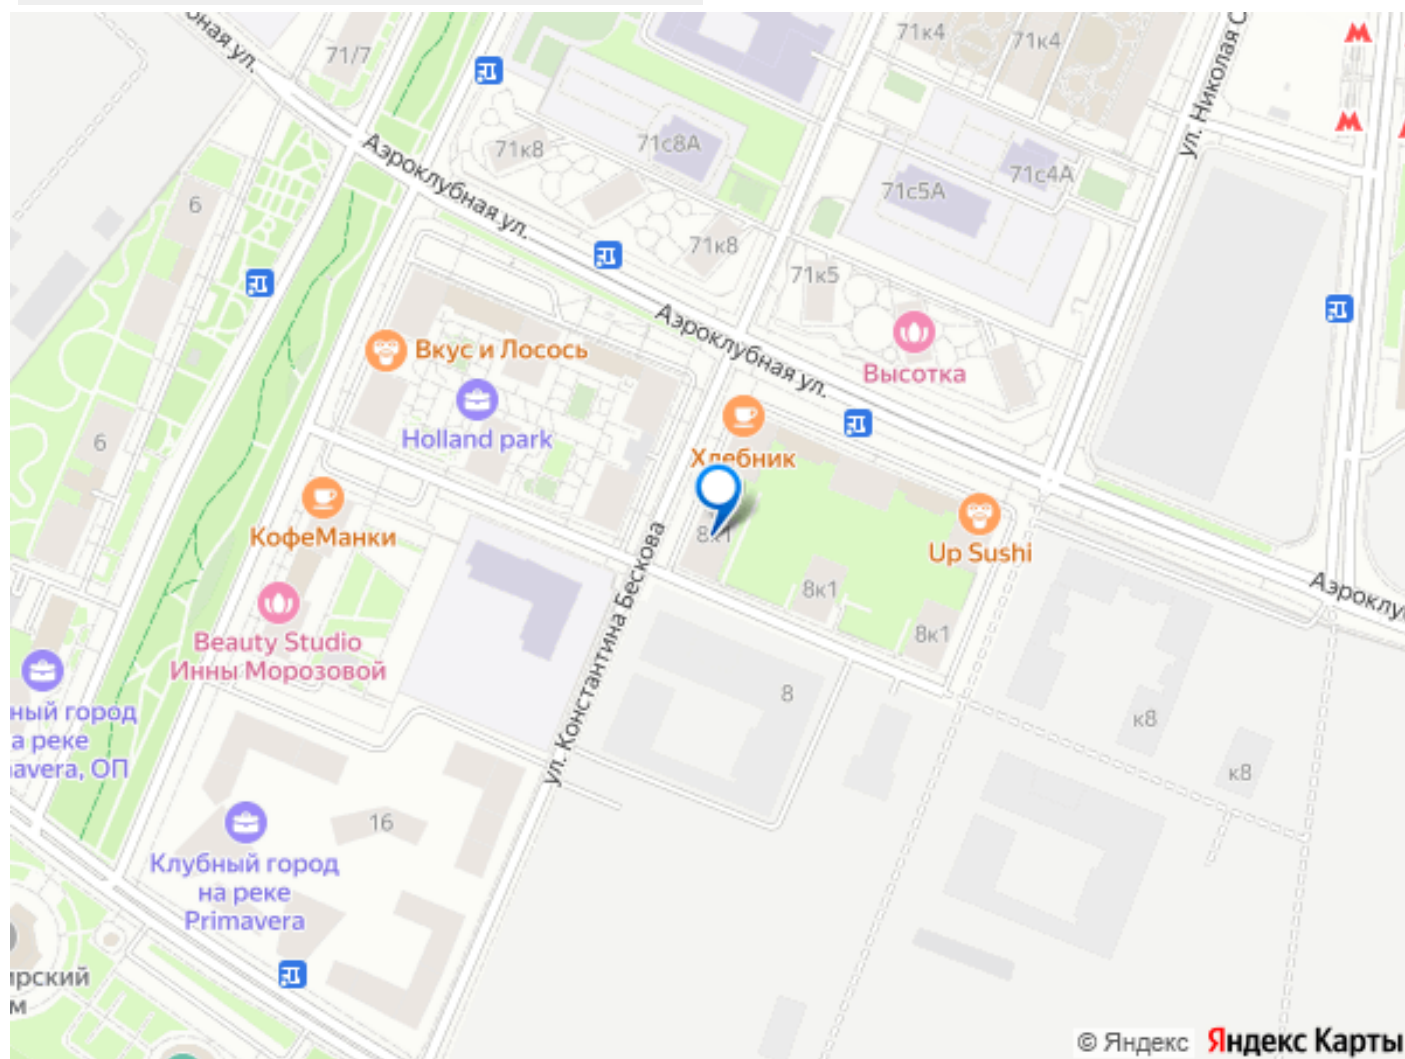 ная ул.
71/7
71к4
71к4
ул. Николая С
М
М
Аэроклубная ул.
71к8
71с8А
71с4А
71с5А
6
71к8
71к5
Аэроклубная ул.
Вкус и Лосось
Высотка
Holland park
6
Хлебник
КофеМанки
8к1
Up Sushi
8к1
Аэроклу
8к1
ул. Константина Бескова
Beauty Studio
Инны Морозовой
8
ный город
а реке
avera, ОП
к8
к8
16
Клубный город
на реке
Primavera
ирский
м
© Яндекс Яндекс Карты